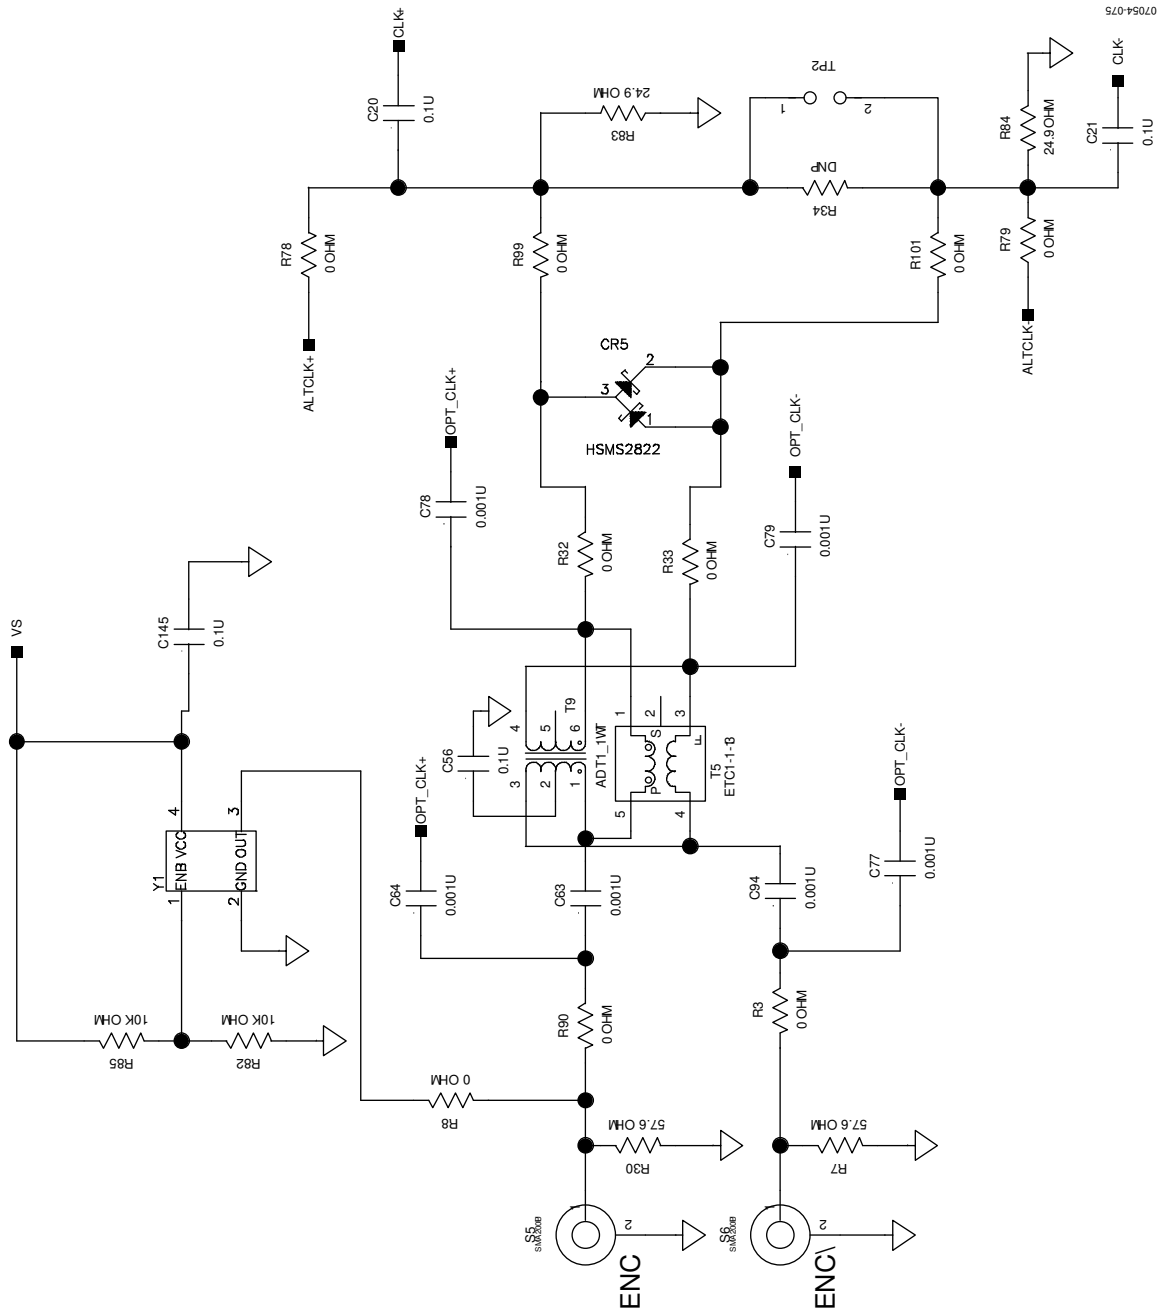 07054-075
CLK+
C20
0.1U
24.9 OHM
R83
TP2
1
2
R84
24.9 OHM
CLK-
C21
0.1U
DNP
R34
R78
0 OHM
R99
0 OHM
R101
0 OHM
R79
0 OHM
ALTCLK+
ALTCLK-
CR5
2
3
1
HSMS2822
OPT_CLK+
C78
0.001U
OPT_CLK-
C79
0.001U
R32
0 OHM
R33
0 OHM
VS
C145
0.1U
C56
0.1U
4
5
6
T9
3
2
1
ADT1_1WT
1
2
3
S
F
P
5
4
T5
ETC1-1-13
Y1
4
3
ENB VCC
GND OUT
1
2
OPT_CLK+
C64
0.001U
C63
0.001U
C94
0.001U
OPT_CLK-
C77
0.001U
10K OHM
R85
10K OHM
R82
R90
0 OHM
R3
0 OHM
0 OHM
R8
57.6 OHM
R30
57.6 OHM
R7
S5
SMA200B
1
2
ENC
S6
SMA200B
1
2
ENC\